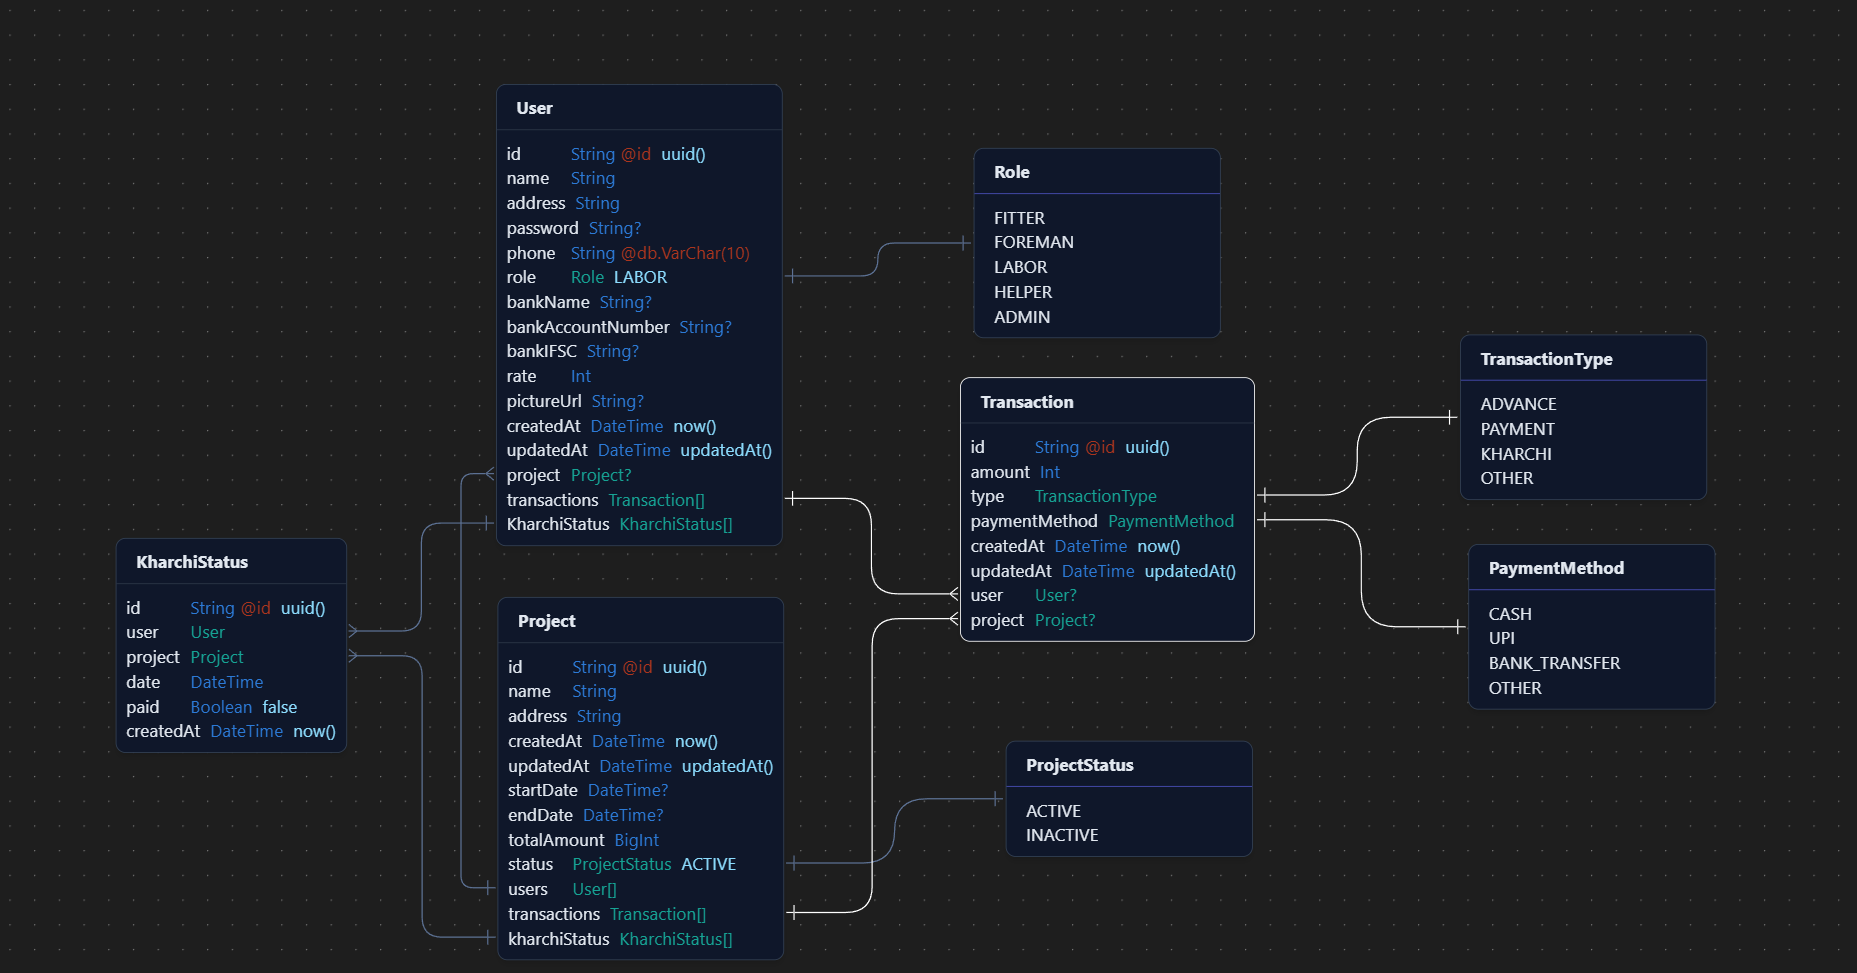 User
id String @id uuid()
name String
address String
password String?
phone String @db.VarChar(10)
role Role LABOR
bankName String?
bankAccountNumber String?
bankIFSC String?
rate Int
pictureUrl String?
createdAt DateTime now()
updatedAt DateTime updatedAt()
project Project?
transactions Transaction[]
KharchiStatus KharchiStatus[]
Role
FITTER
FOREMAN
LABOR
HELPER
ADMIN
TransactionType
ADVANCE
PAYMENT
KHARCHI
OTHER
Transaction
id String @id uuid()
amount Int
type TransactionType
paymentMethod PaymentMethod
createdAt DateTime now()
updatedAt DateTime updatedAt()
user User?
project Project?
KharchiStatus
id String @id uuid()
user User
project Project
date DateTime
paid Boolean false
createdAt DateTime now()
PaymentMethod
CASH
UPI
BANK_TRANSFER
OTHER
Project
id String @id uuid()
name String
address String
createdAt DateTime now()
updatedAt DateTime updatedAt()
startDate DateTime?
endDate DateTime?
totalAmount BigInt
status ProjectStatus ACTIVE
users User[]
transactions Transaction[]
kharchiStatus KharchiStatus[]
ProjectStatus
ACTIVE
INACTIVE